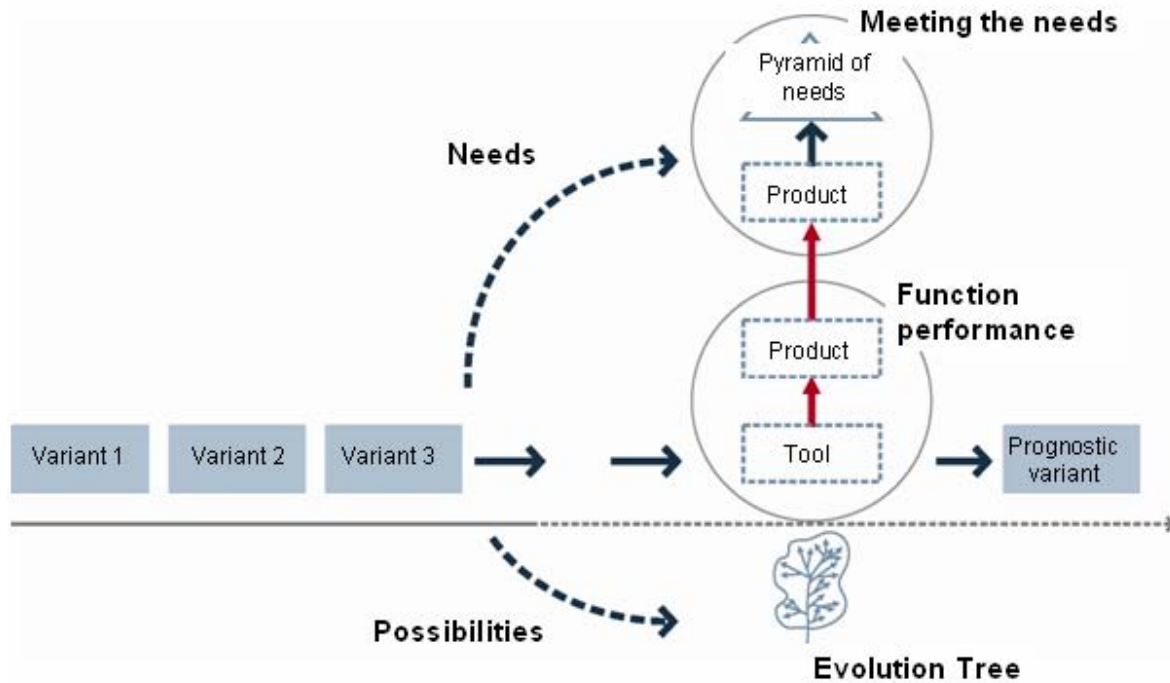 Meeting the needs
Pyramid of
needs
Needs
Product
Function
performance
Product
Variant 1
Variant 2
Variant 3
Tool
Prognostic
variant
Possibilities
Evolution Tree